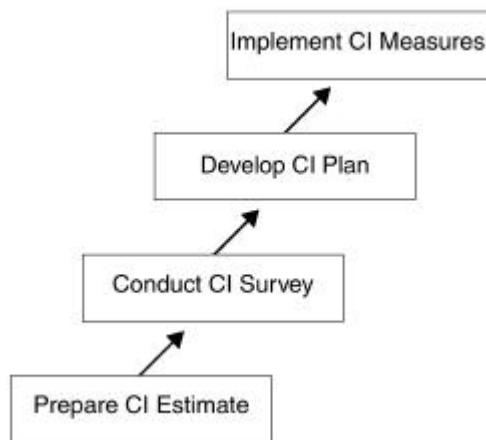 Implement CI Measures
Develop CI Plan
Conduct CI Survey
Prepare CI Estimate